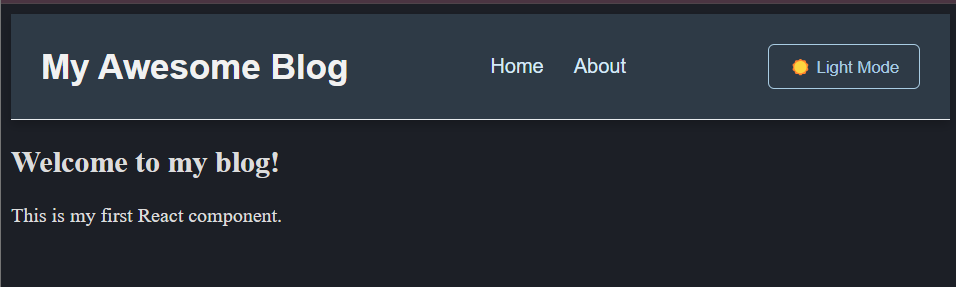 My Awesome Blog Home About ☀️ Light Mode
Welcome to my blog!
This is my first React component.